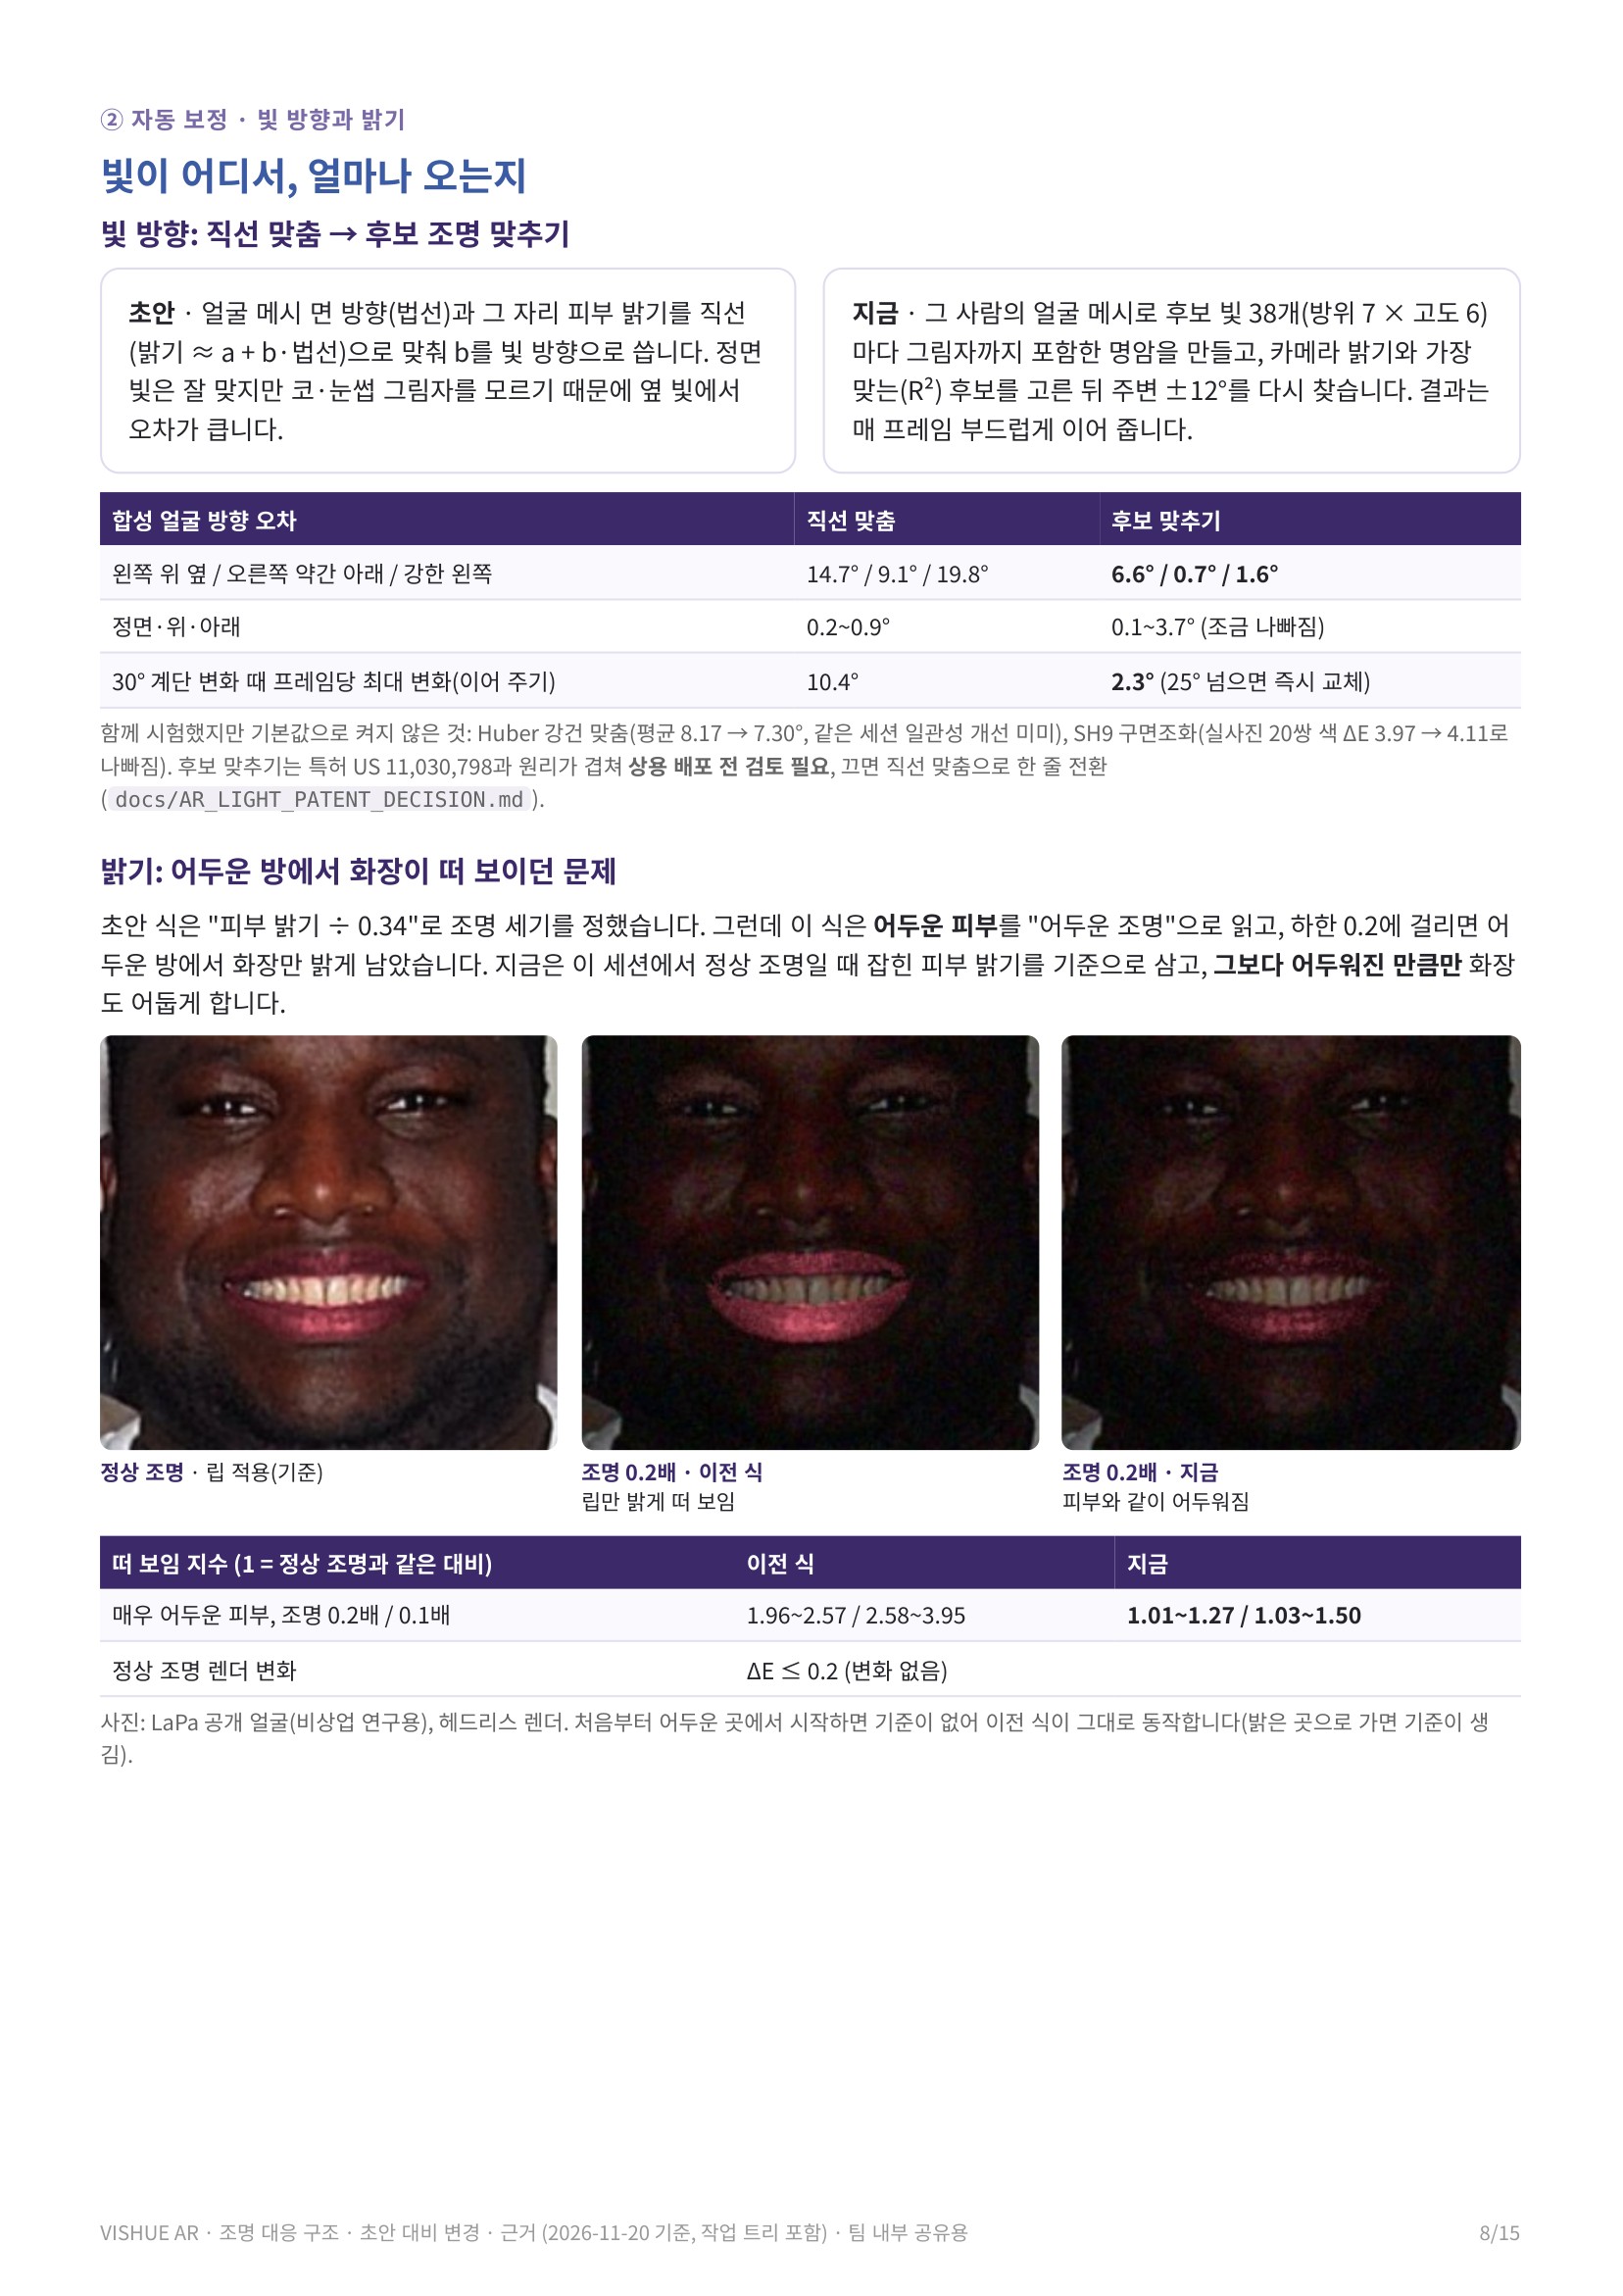 ② 자동 보정 · 빛 방향과 밝기
빛이 어디서, 얼마나 오는지
빛 방향: 직선 맞춤 → 후보 조명 맞추기
초안 · 얼굴 메시 면 방향(법선)과 그 자리 피부 밝기를 직선
(밝기 ≈ a + b·법선)으로 맞춰 b를 빛 방향으로 씁니다. 정면
빛은 잘 맞지만 코·눈썹 그림자를 모르기 때문에 옆 빛에서
오차가 큽니다.
지금 · 그 사람의 얼굴 메시로 후보 빛 38개(방위 7 × 고도 6)
마다 그림자까지 포함한 명암을 만들고, 카메라 밝기와 가장
맞는(R²) 후보를 고른 뒤 주변 ±12°를 다시 찾습니다. 결과는
매 프레임 부드럽게 이어 줍니다.
합성 얼굴 방향 오차 직선 맞춤 후보 맞추기
왼쪽 위 옆 / 오른쪽 약간 아래 / 강한 왼쪽 14.7° / 9.1° / 19.8° 6.6° / 0.7° / 1.6°
정면·위·아래 0.2~0.9° 0.1~3.7° (조금 나빠짐)
30° 계단 변화 때 프레임당 최대 변화(이어 주기) 10.4° 2.3° (25° 넘으면 즉시 교체)
함께 시험했지만 기본값으로 켜지 않은 것: Huber 강건 맞춤(평균 8.17 → 7.30°, 같은 세션 일관성 개선 미미), SH9 구면조화(실사진 20쌍 색 ΔE 3.97 → 4.11로
나빠짐). 후보 맞추기는 특허 US 11,030,798과 원리가 겹쳐 상용 배포 전 검토 필요, 끄면 직선 맞춤으로 한 줄 전환
(docs/AR_LIGHT_PATENT_DECISION.md).
밝기: 어두운 방에서 화장이 떠 보이던 문제
초안 식은 "피부 밝기 ÷ 0.34"로 조명 세기를 정했습니다. 그런데 이 식은 어두운 피부를 "어두운 조명"으로 읽고, 하한 0.2에 걸리면 어
두운 방에서 화장만 밝게 남았습니다. 지금은 이 세션에서 정상 조명일 때 잡힌 피부 밝기를 기준으로 삼고, 그보다 어두워진 만큼만 화장
도 어둡게 합니다.
정상 조명 · 립 적용(기준)
조명 0.2배 · 이전 식
립만 밝게 떠 보임
조명 0.2배 · 지금
피부와 같이 어두워짐
떠 보임 지수 (1 = 정상 조명과 같은 대비) 이전 식 지금
매우 어두운 피부, 조명 0.2배 / 0.1배 1.96~2.57 / 2.58~3.95 1.01~1.27 / 1.03~1.50
정상 조명 렌더 변화 ΔE ≤ 0.2 (변화 없음)
사진: LaPa 공개 얼굴(비상업 연구용), 헤드리스 렌더. 처음부터 어두운 곳에서 시작하면 기준이 없어 이전 식이 그대로 동작합니다(밝은 곳으로 가면 기준이 생
김).
VISHUE AR · 조명 대응 구조 · 초안 대비 변경 · 근거 (2026-11-20 기준, 작업 트리 포함) · 팀 내부 공유용 8/15